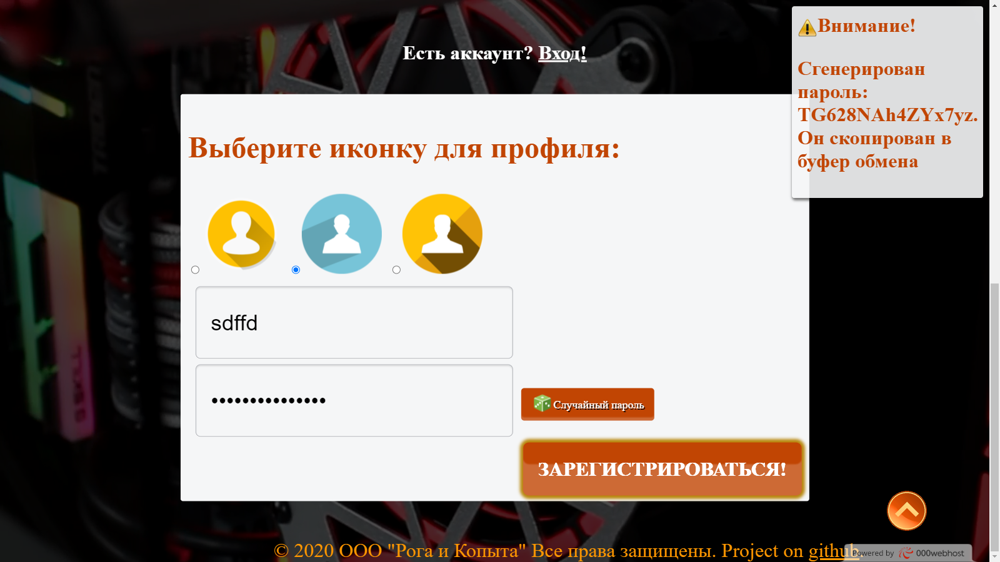 Есть аккаунт? Вход!
Внимание!
Сгенерирован
пароль:
TG628NAh4ZYx7yz.
Он скопирован в
буфер обмена
Выберите иконку для профиля:
sdffd
•••••••••••••••
Случайный пароль
ЗАРЕГИСТРИРОВАТЬСЯ!
© 2020 ООО "Рога и Копыта" Все права защищены. Project on github.
Powered by 000webhost